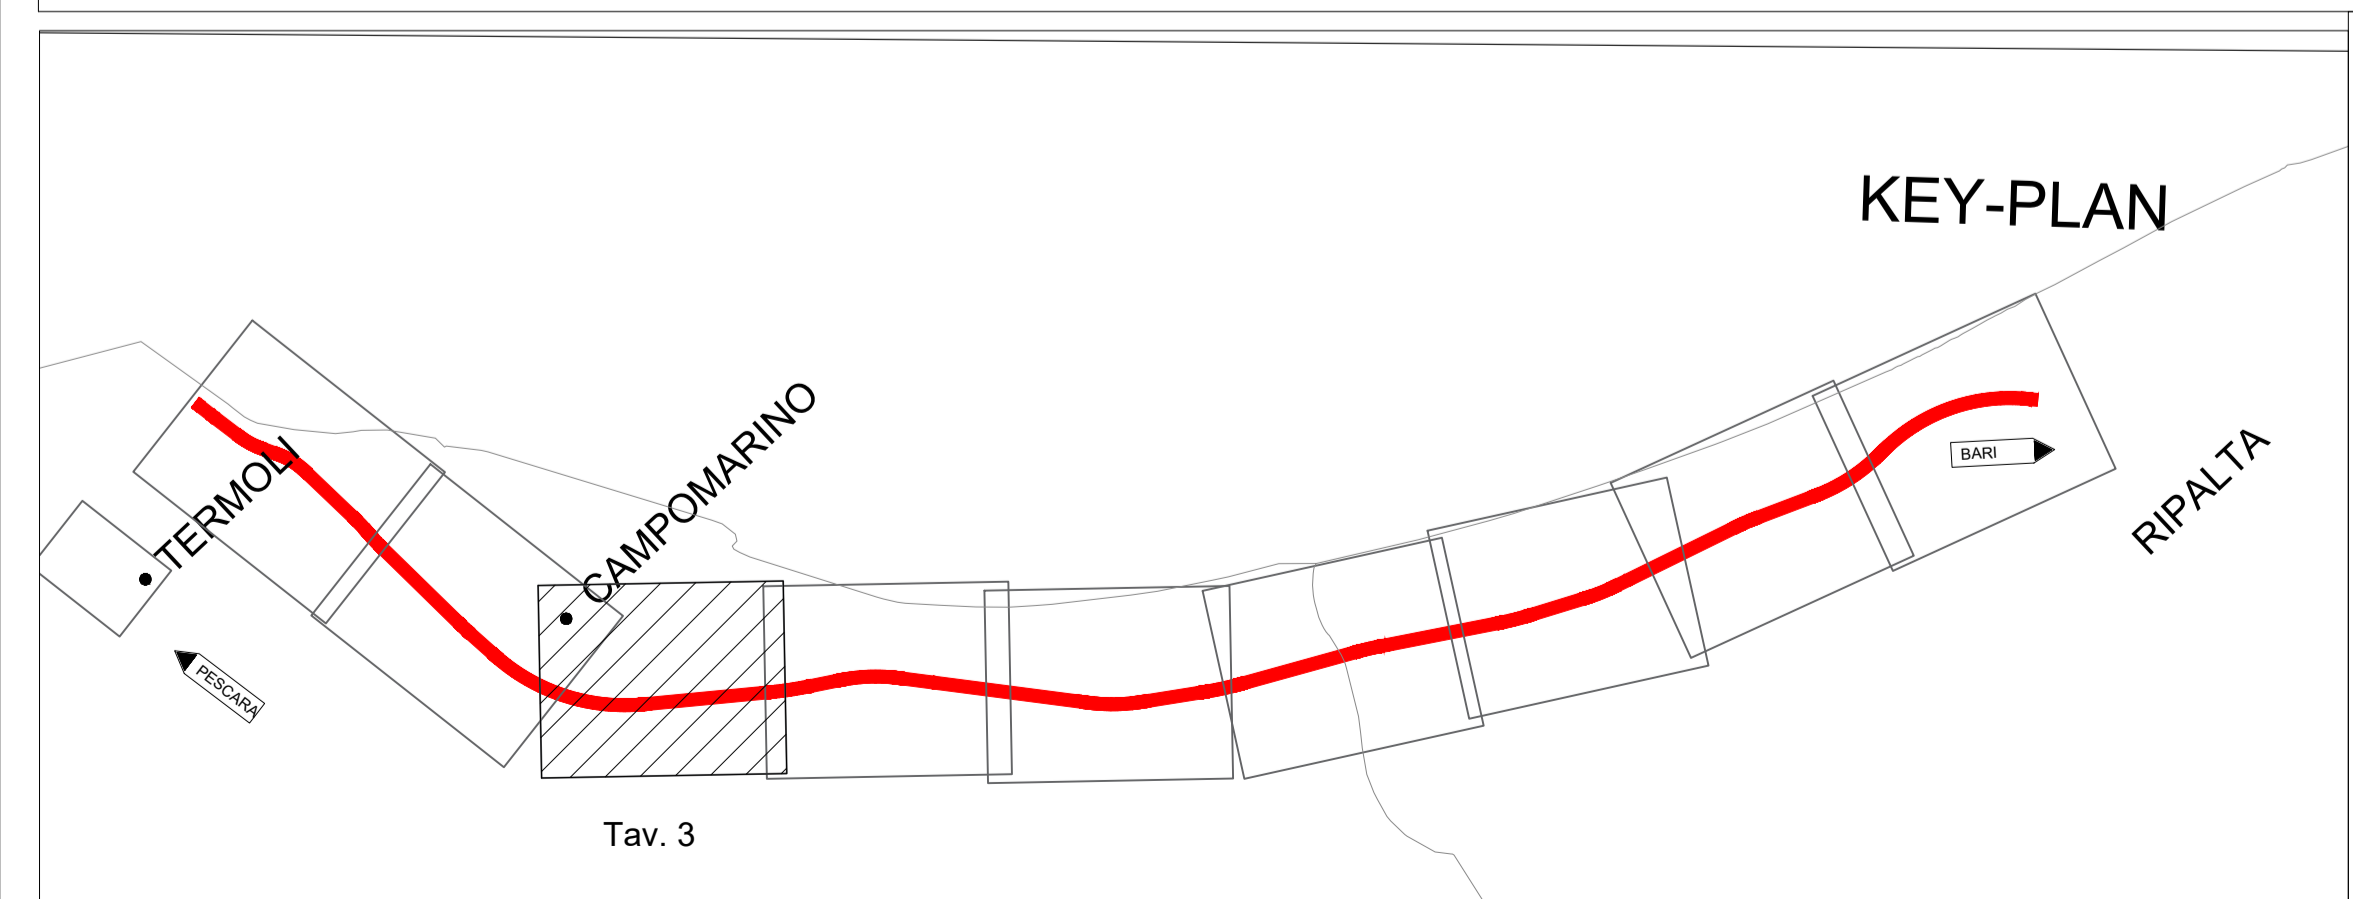 KEY-PLAN
TERMOLI
CAMPOMARINO
BARI
RIPALTA
PESCARA
Tav. 3